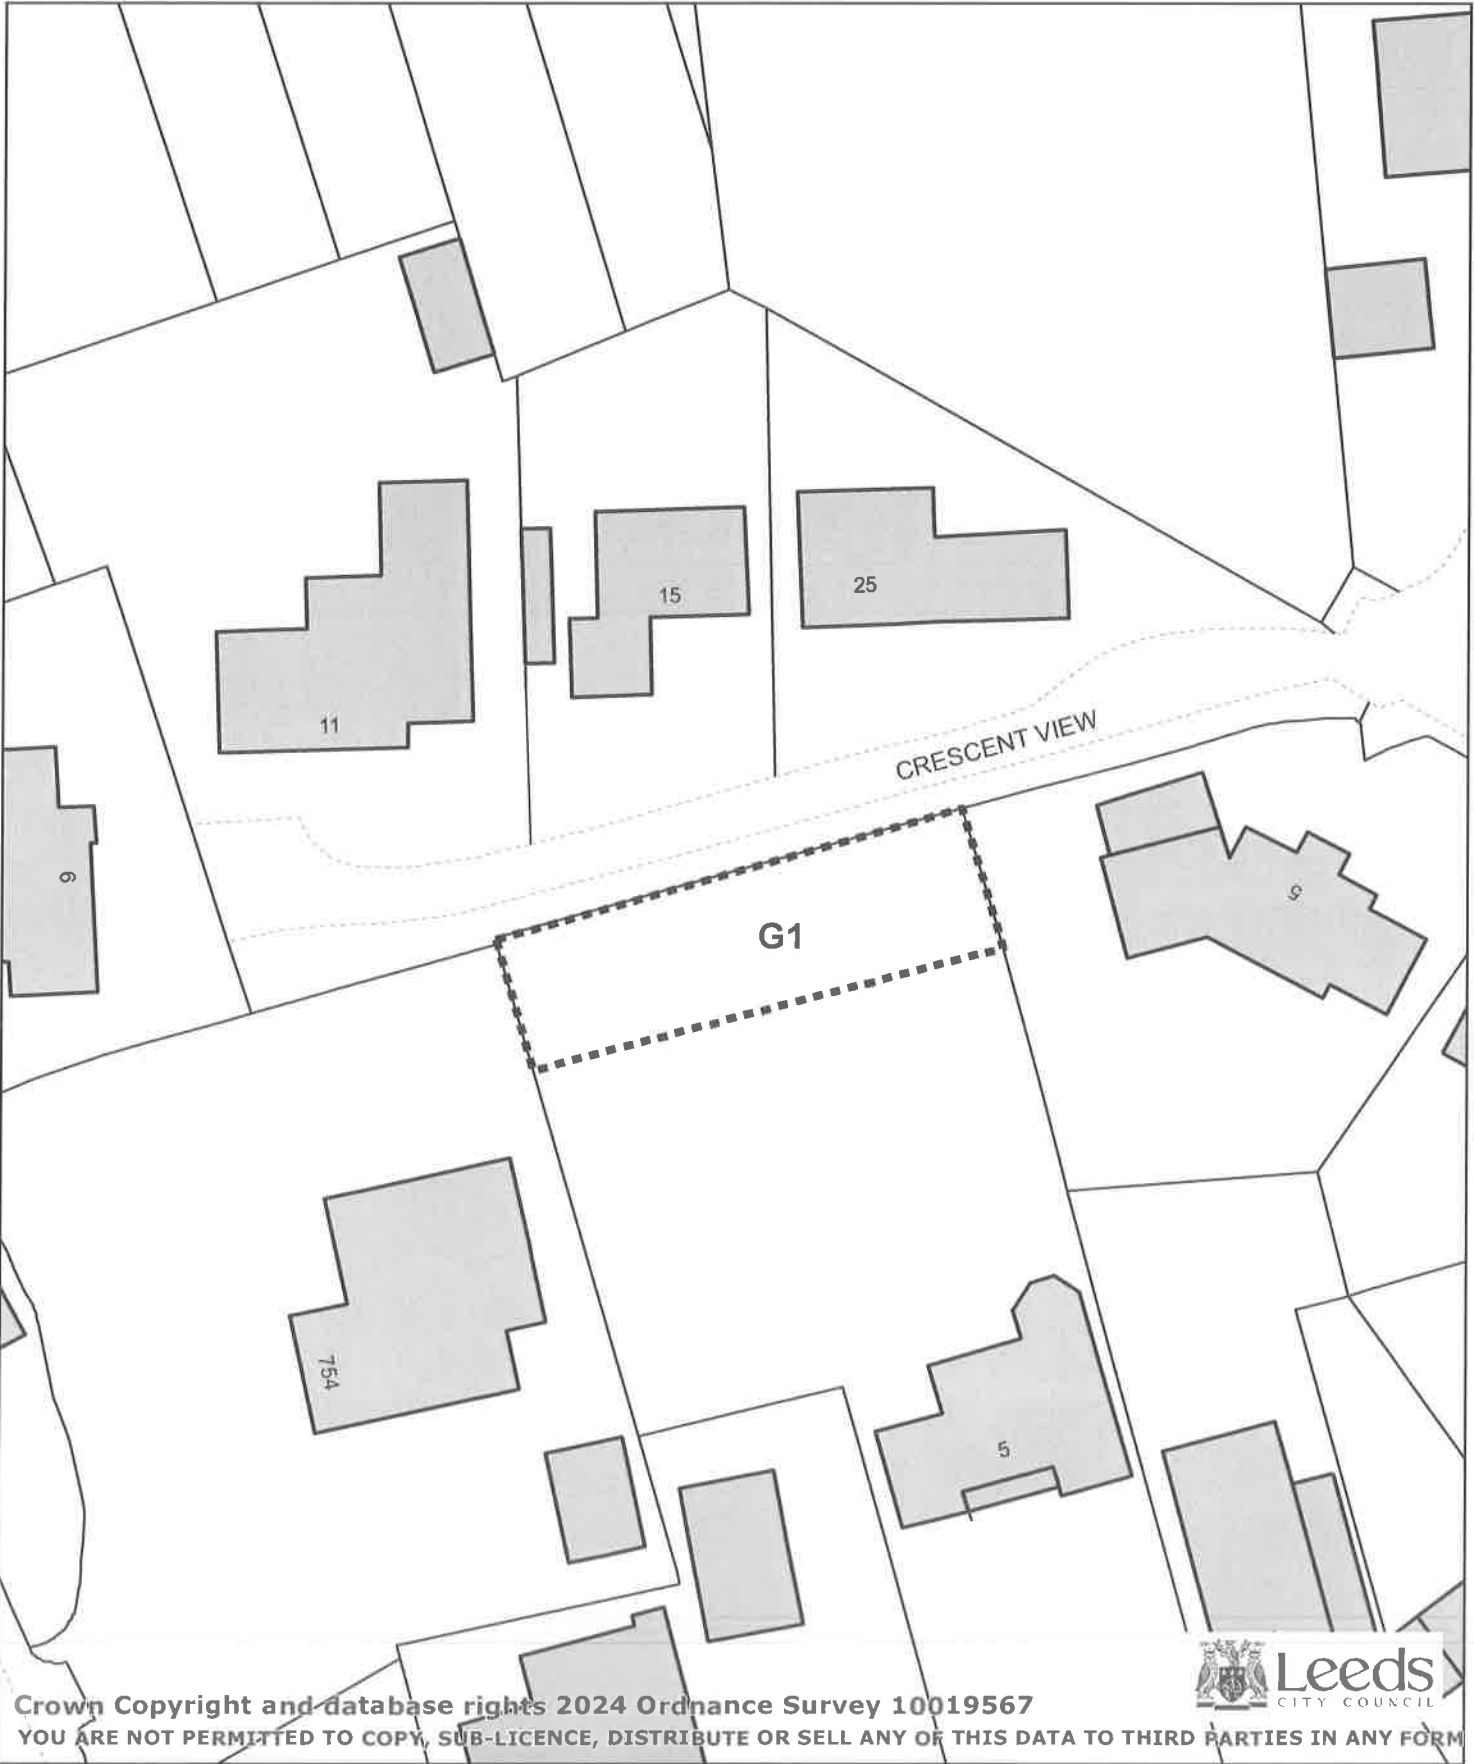 25
15
11
CRESCENT VIEW
6
5
G1
754
5
Leeds
CITY COUNCIL
Crown Copyright and database rights 2024 Ordnance Survey 10019567
YOU ARE NOT PERMITTED TO COPY, SUB-LICENCE, DISTRIBUTE OR SELL ANY OF THIS DATA TO THIRD PARTIES IN ANY FORM